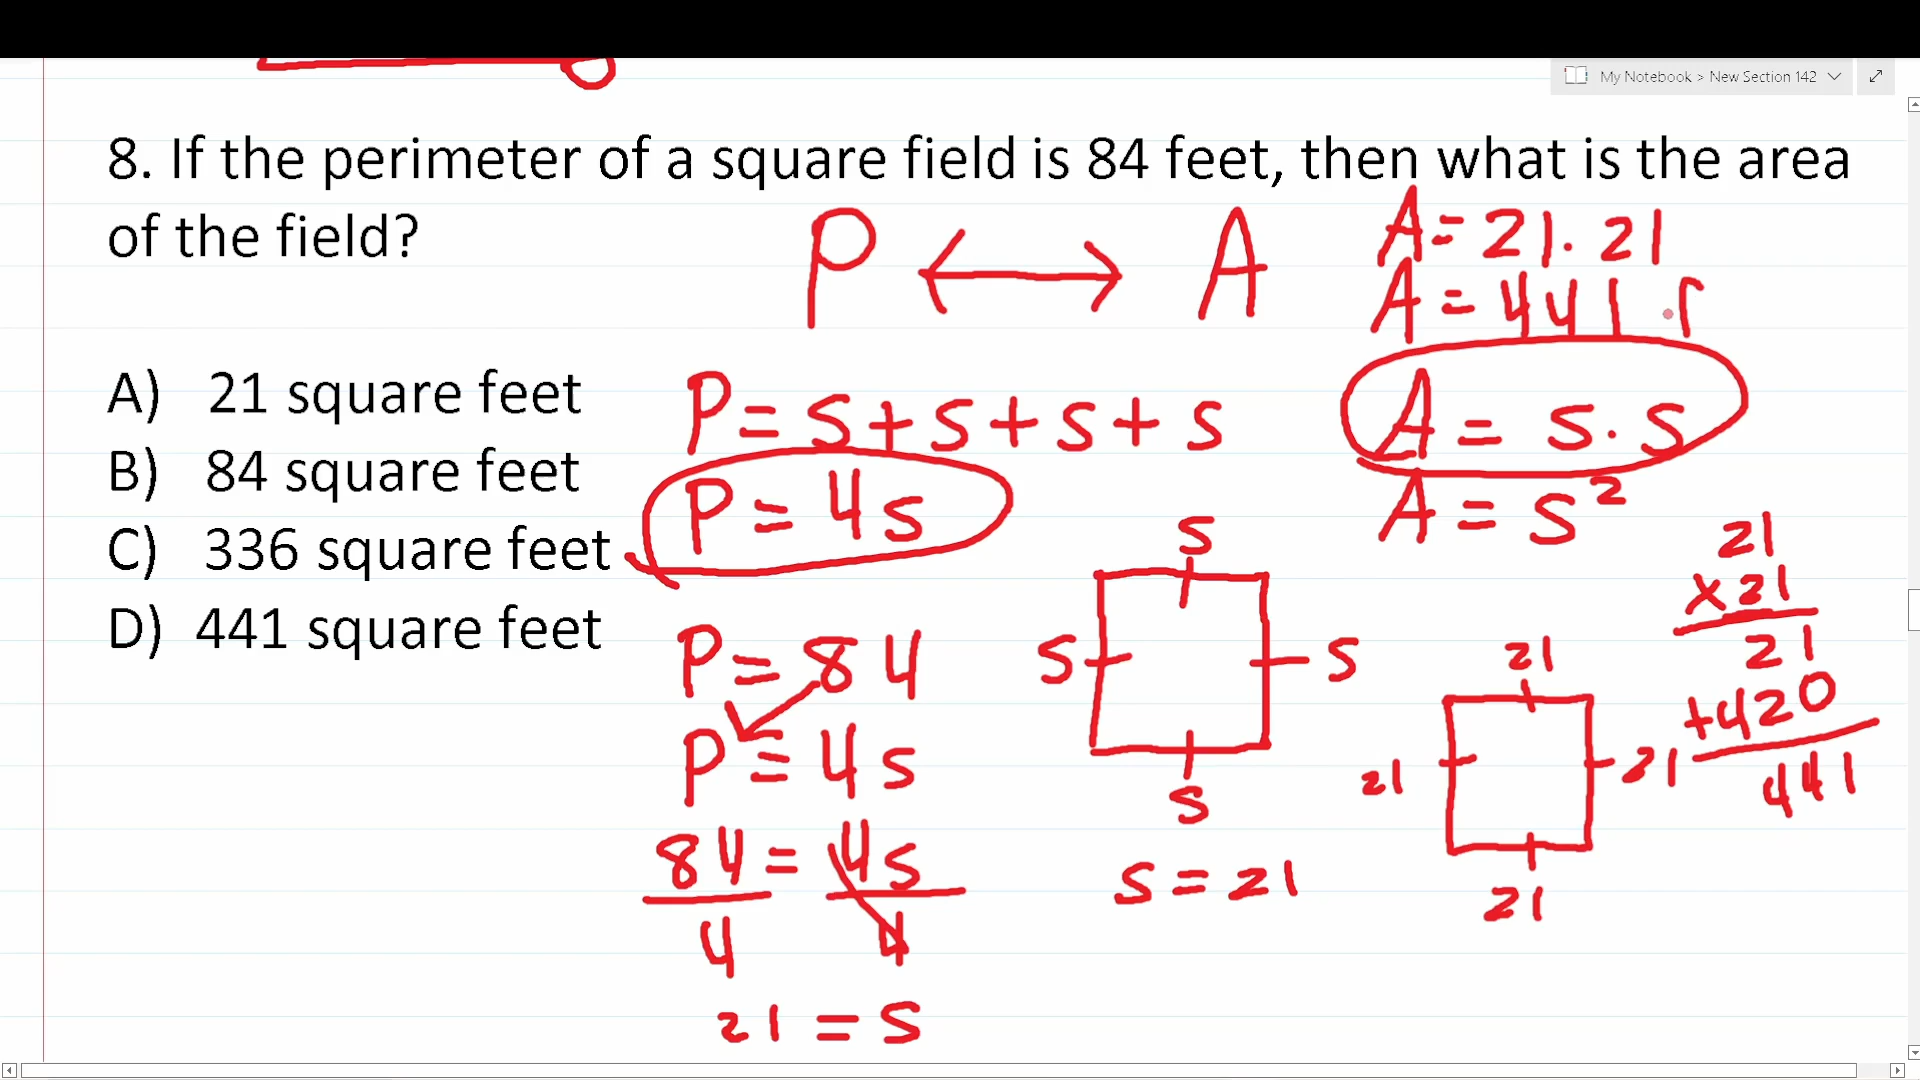 My Notebook > New Section 142
8. If the perimeter of a square field is 84 feet, then what is the area
of the field?
P ↔ A
A = 21 · 21
A = 441 f
A) 21 square feet
B) 84 square feet
C) 336 square feet
D) 441 square feet
P = s + s + s + s
P = 4s
A = s · s
A = s²
P = 84
P = 4s
84 = 4s
4 4
21 = s
s
s s
s
s = 21
21
21 21
21
21
x 21
21
+420
441